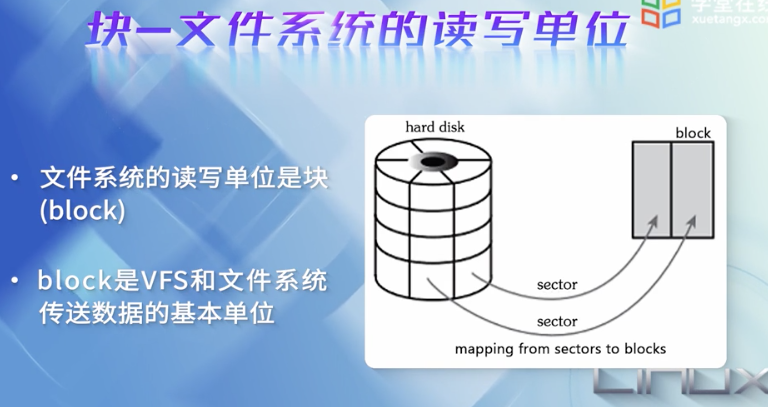 块—文件系统的读写单位
学堂在线
xuetangx.com
• 文件系统的读写单位是块
(block)
• block是VFS和文件系统
传送数据的基本单位
hard disk
block
sector
sector
mapping from sectors to blocks
LINUX